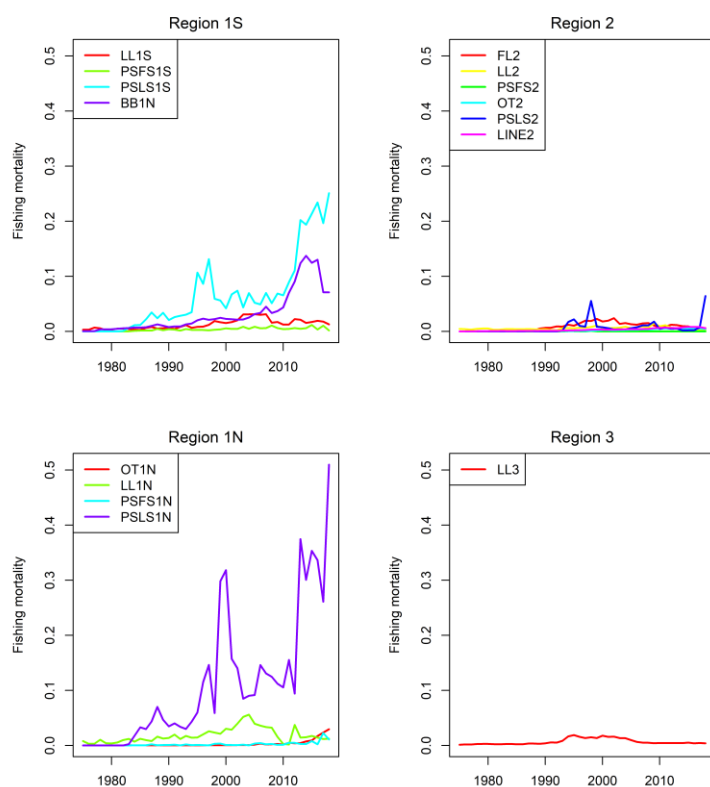 Region 1S
LL1S
PSFS1S
PSLS1S
BB1N
Fishing mortality
0.0
0.1
0.2
0.3
0.4
0.5
1980
1990
2000
2010
Region 2
FL2
LL2
PSFS2
OT2
PSLS2
LINE2
Fishing mortality
0.0
0.1
0.2
0.3
0.4
0.5
1980
1990
2000
2010
Region 1N
OT1N
LL1N
PSFS1N
PSLS1N
Fishing mortality
0.0
0.1
0.2
0.3
0.4
0.5
1980
1990
2000
2010
Region 3
LL3
Fishing mortality
0.0
0.1
0.2
0.3
0.4
0.5
1980
1990
2000
2010